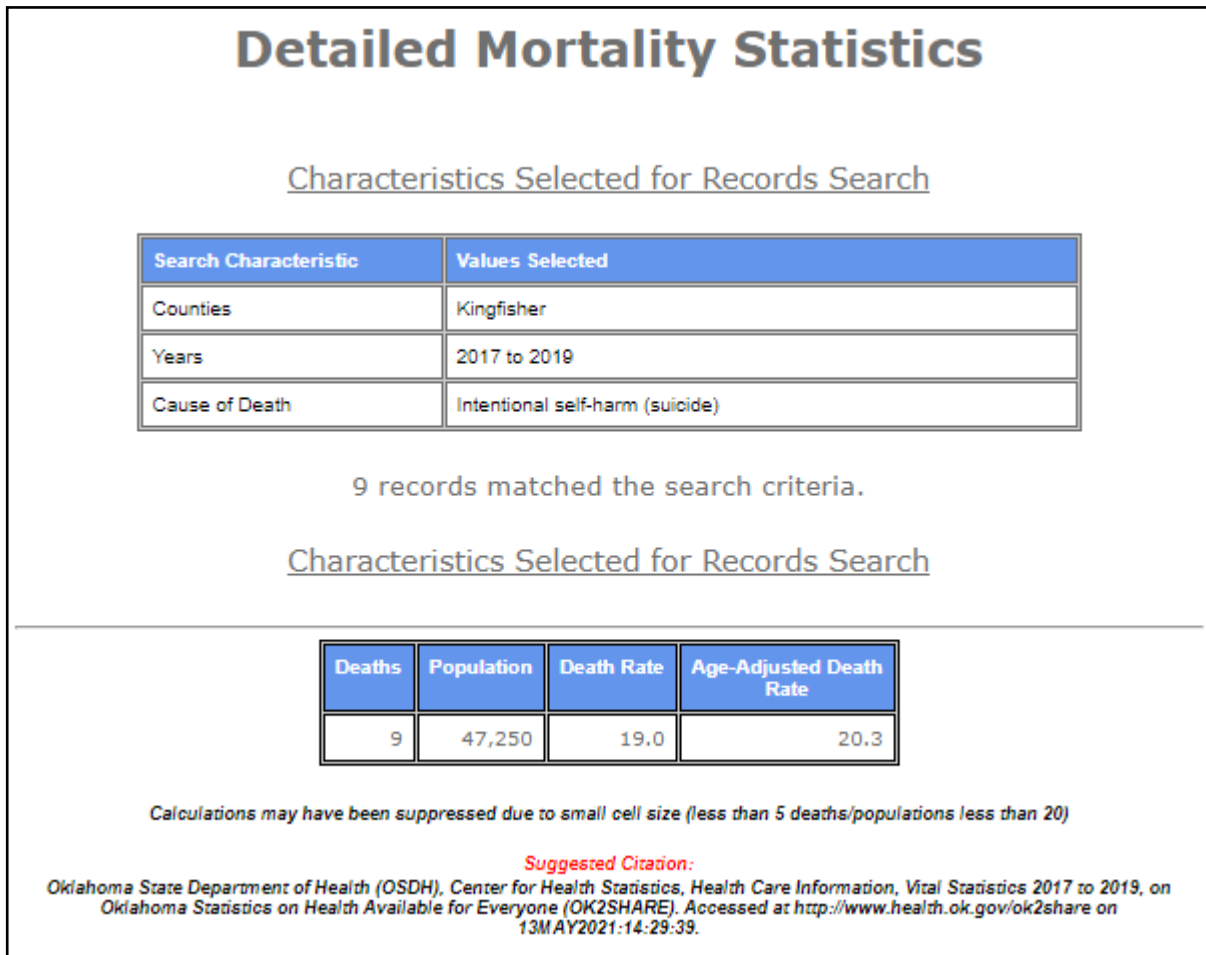 Detailed Mortality Statistics
Characteristics Selected for Records Search
Search Characteristic Values Selected
Counties Kingfisher
Years 2017 to 2019
Cause of Death Intentional self-harm (suicide)
9 records matched the search criteria.
Characteristics Selected for Records Search
Deaths Population Death Rate Age-Adjusted Death
Rate
9 47,250 19.0 20.3
Calculations may have been suppressed due to small cell size (less than 5 deaths/populations less than 20)
Suggested Citation:
Oklahoma State Department of Health (OSDH), Center for Health Statistics, Health Care Information, Vital Statistics 2017 to 2019, on
Oklahoma Statistics on Health Available for Everyone (OK2SHARE). Accessed at http://www.health.ok.gov/ok2share on
13MAY2021:14:29:39.